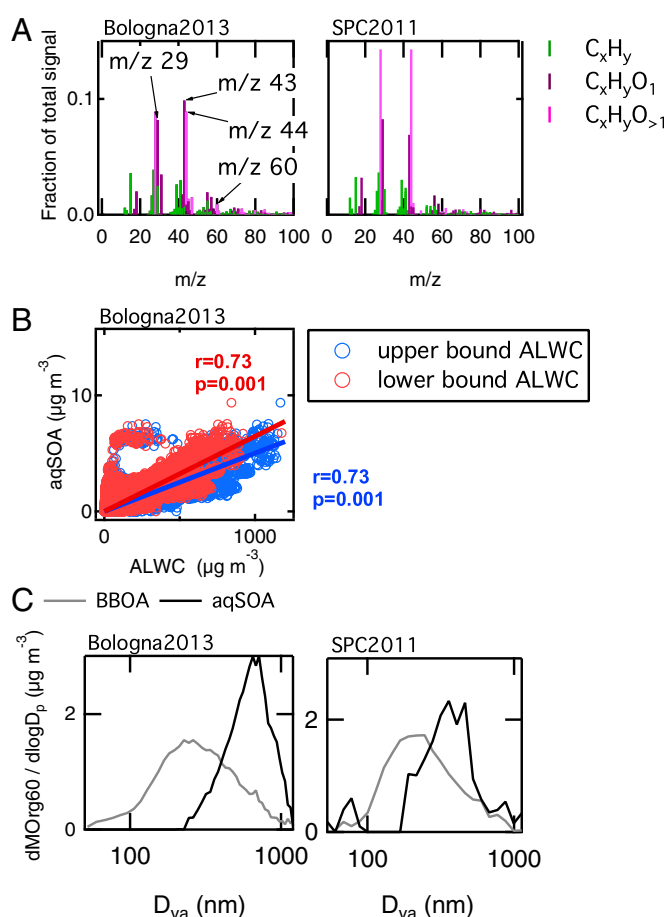 A
Bologna2013
SPC2011
Fraction of total signal
0.1
0.0
m/z 29
m/z 43
m/z 44
m/z 60
0 20 40 60 80 100
0 20 40 60 80 100
m/z
m/z
CxHy
CxHyO1
CxHyO>1
B
Bologna2013
aqSOA (μg m-3)
10
0
r=0.73
p=0.001
upper bound ALWC
lower bound ALWC
r=0.73
p=0.001
0 1000
ALWC (μg m-3)
C
BBOA aqSOA
Bologna2013
SPC2011
dMOrg60 / dlogDp (μg m-3)
2
0
2
0
100 1000
100 1000
Dva (nm)
Dva (nm)